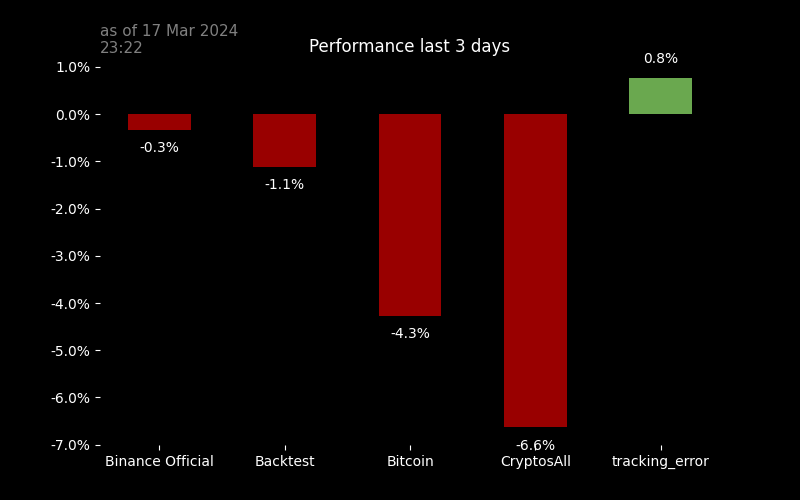 as of 17 Mar 2024
23:22
Performance last 3 days
1.0%
0.0%
-1.0%
-2.0%
-3.0%
-4.0%
-5.0%
-6.0%
-7.0%
-0.3%
-1.1%
-4.3%
-6.6%
0.8%
Binance Official
Backtest
Bitcoin
CryptosAll
tracking_error